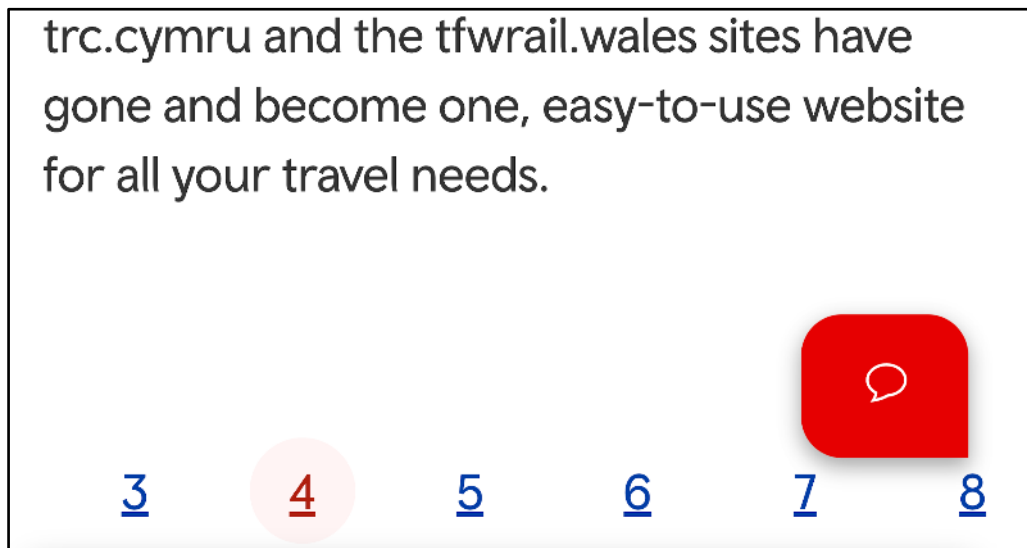 trc.cymru and the tfwrail.wales sites have
gone and become one, easy-to-use website
for all your travel needs.
3 4 5 6 7 8